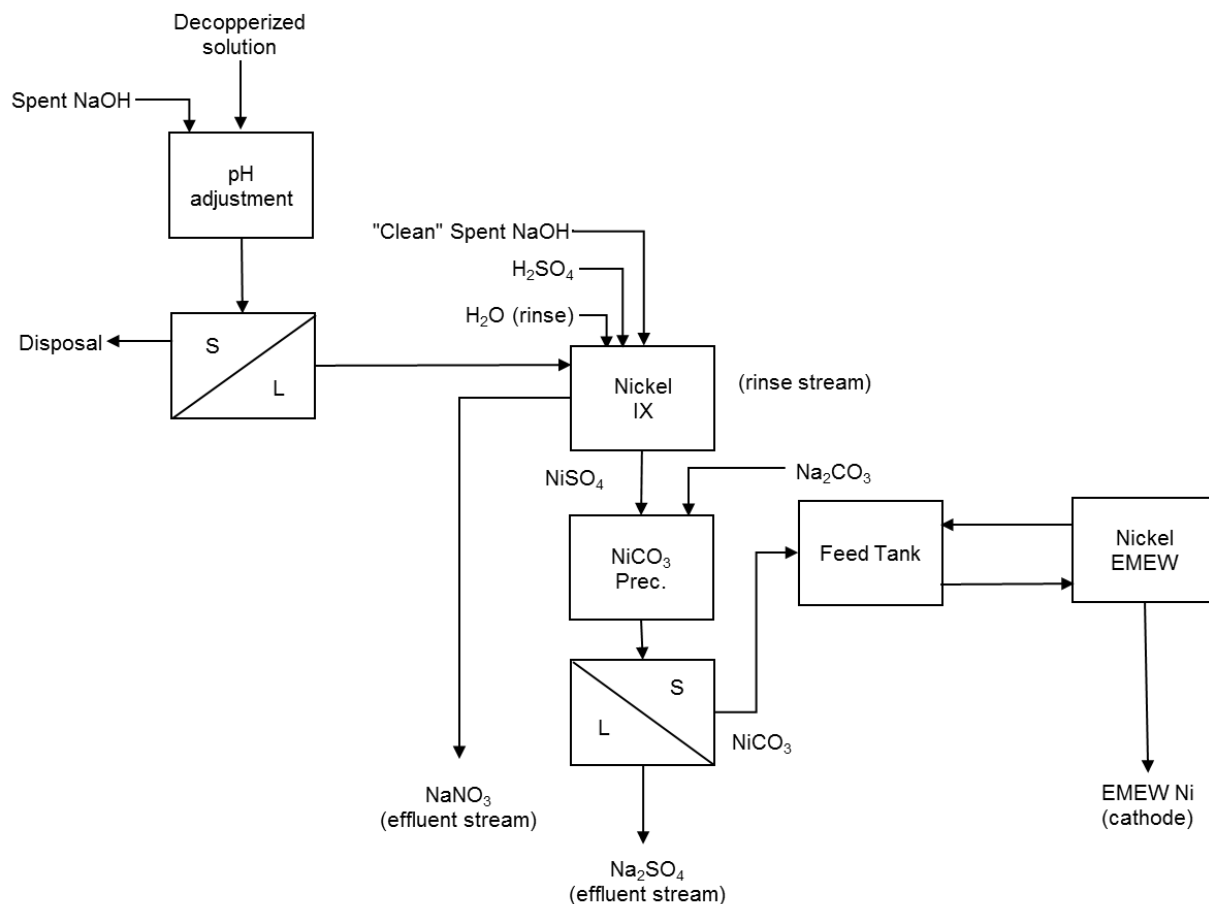 Decopperized
solution
Spent NaOH
pH
adjustment
"Clean" Spent NaOH
H₂SO₄
H₂O (rinse)
Disposal
S
L
Nickel
IX
(rinse stream)
NiSO₄
Na₂CO₃
NiCO₃
Prec.
Feed Tank
Nickel
EMEW
S
L
NiCO₃
NaNO₃
(effluent stream)
EMEW Ni
(cathode)
Na₂SO₄
(effluent stream)